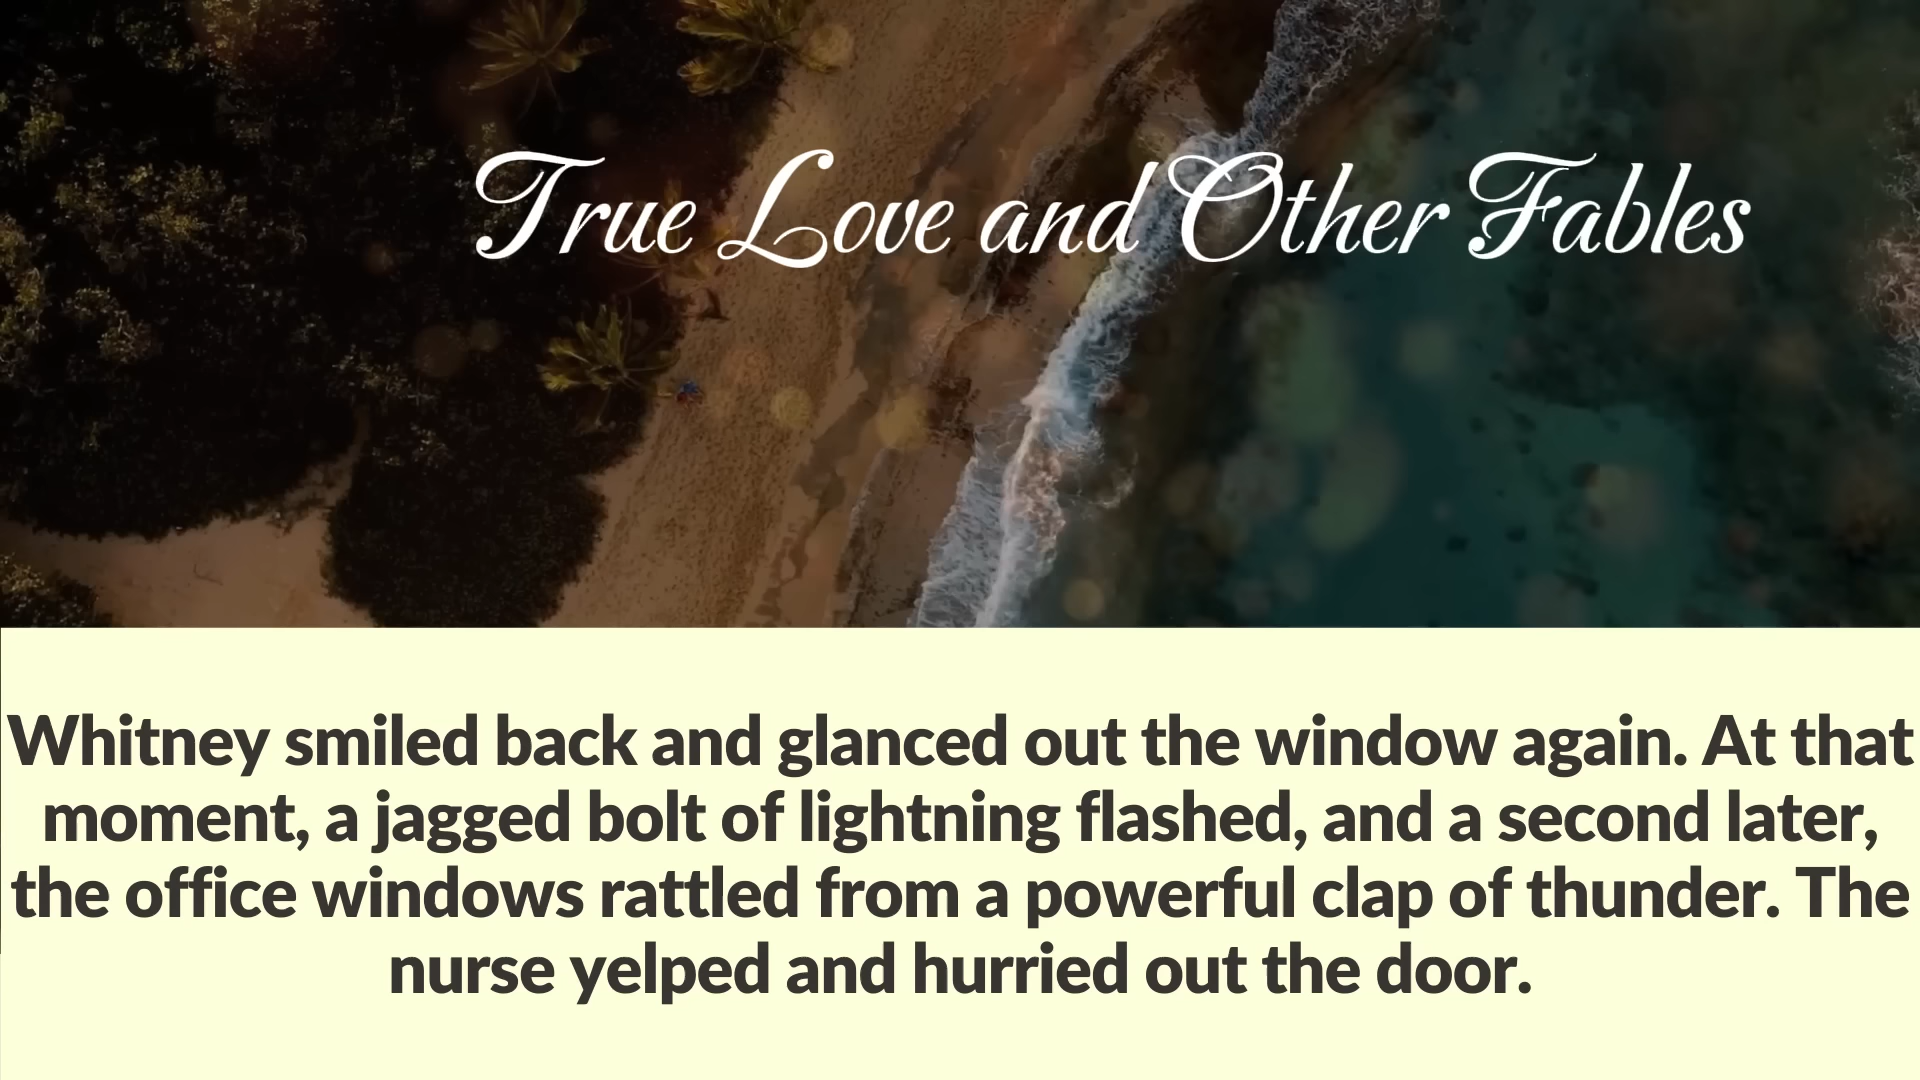 True Love and Other Fables
Whitney smiled back and glanced out the window again. At that
moment, a jagged bolt of lightning flashed, and a second later,
the office windows rattled from a powerful clap of thunder. The
nurse yelped and hurried out the door.